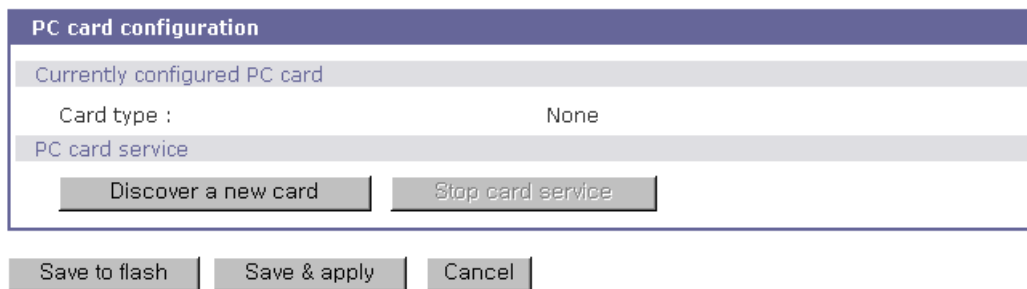 PC card configuration
Currently configured PC card
Card type : None
PC card service
Discover a new card Stop card service
Save to flash Save & apply Cancel